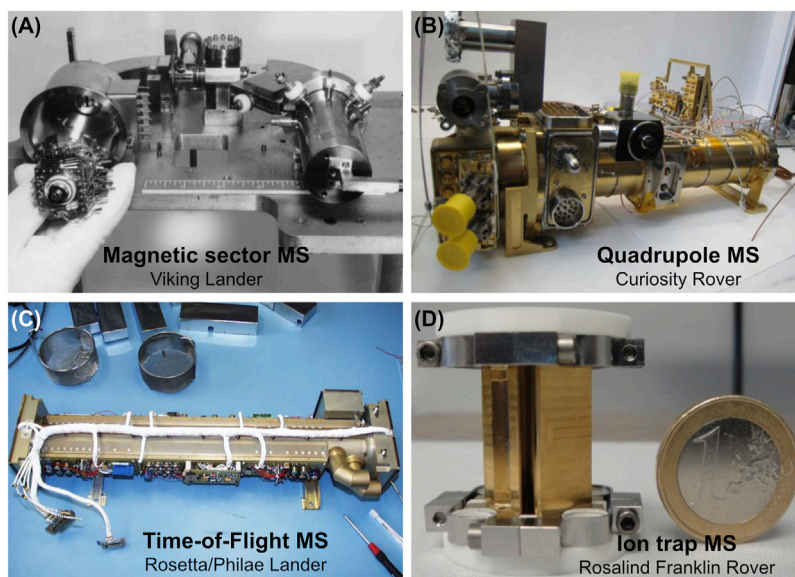 (A)
Magnetic sector MS
Viking Lander
(B)
Quadrupole MS
Curiosity Rover
(C)
Time-of-Flight MS
Rosetta/Philae Lander
(D)
1
Ion trap MS
Rosalind Franklin Rover